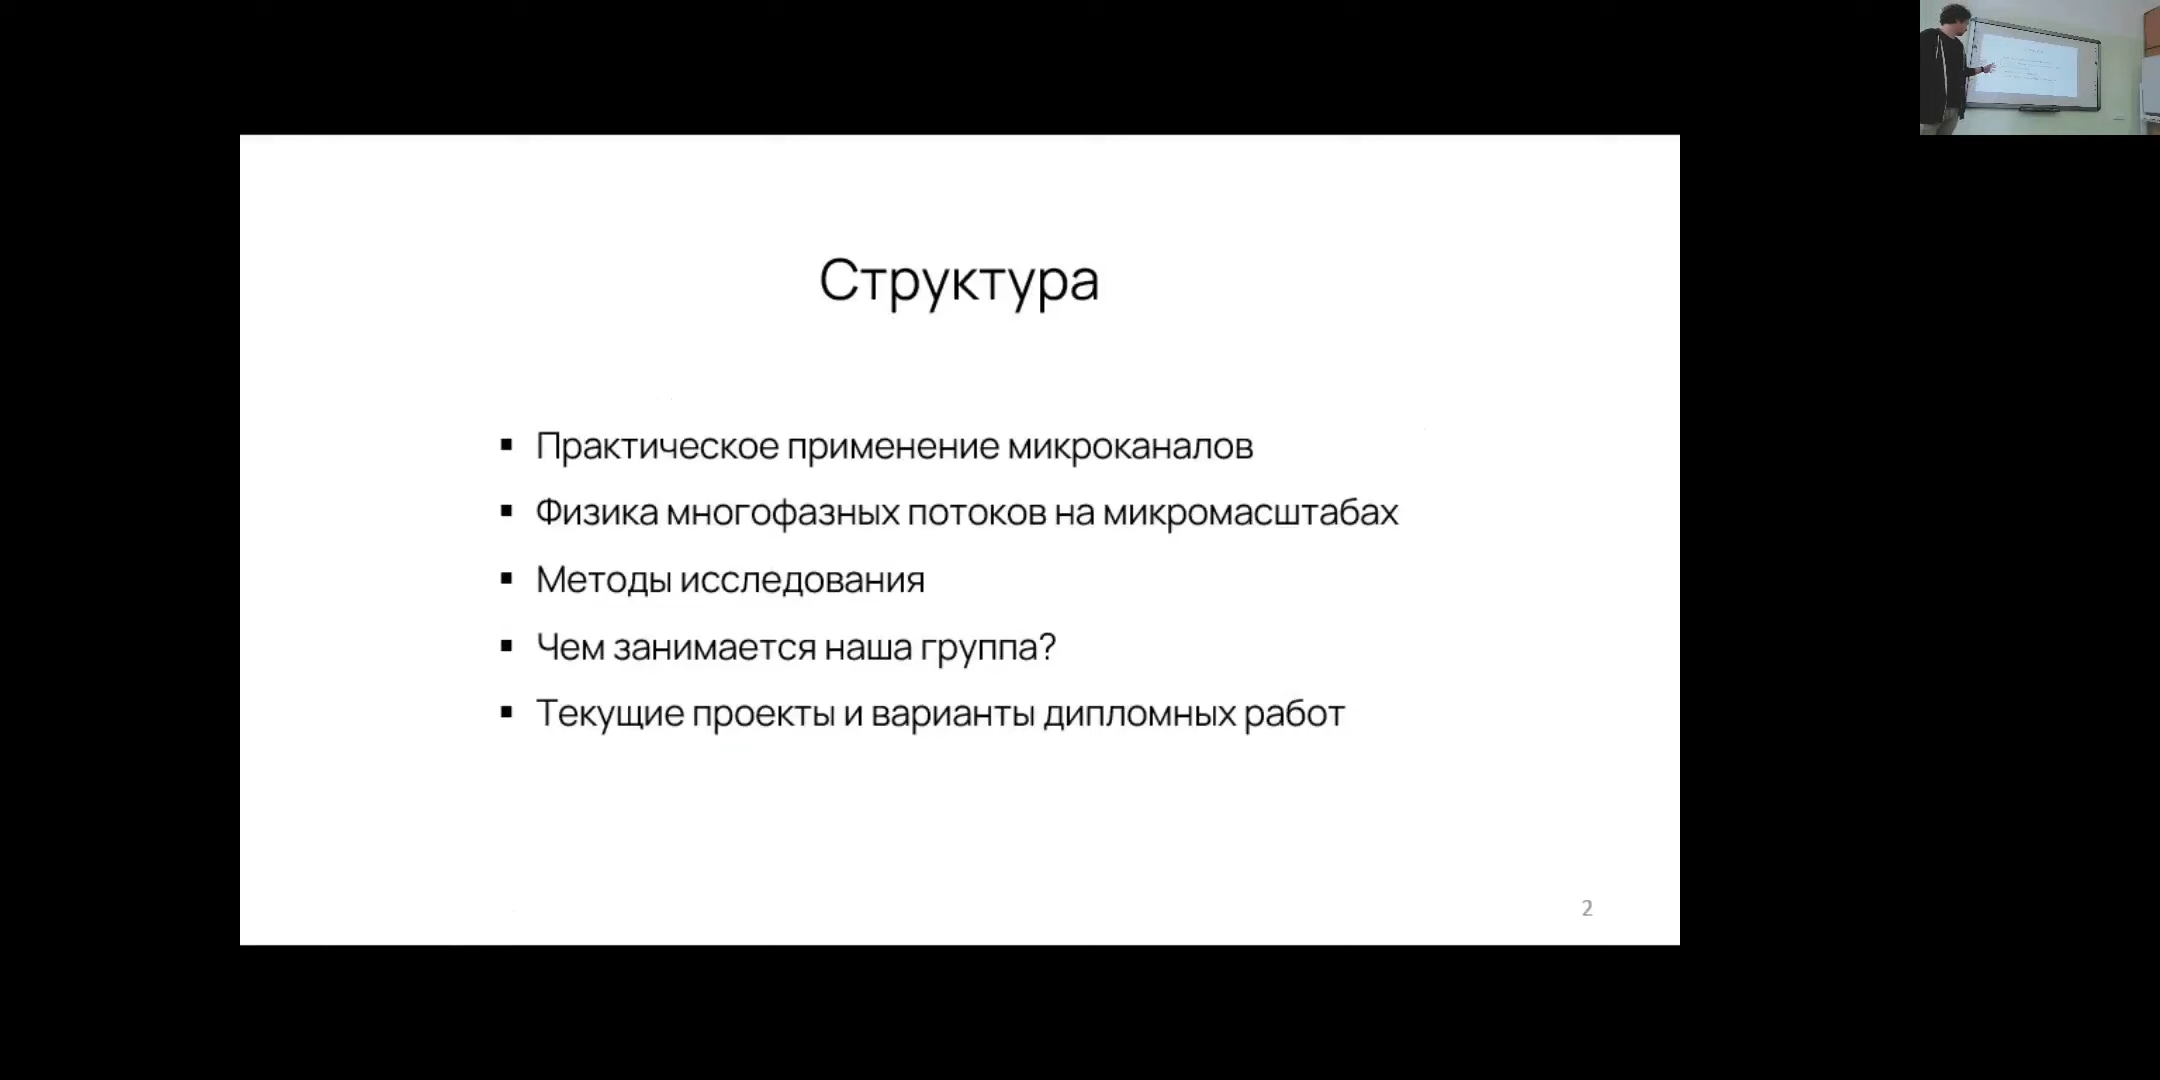 Структура
▪ Практическое применение микроканалов
▪ Физика многофазных потоков на микромасштабах
▪ Методы исследования
▪ Чем занимается наша группа?
▪ Текущие проекты и варианты дипломных работ
2